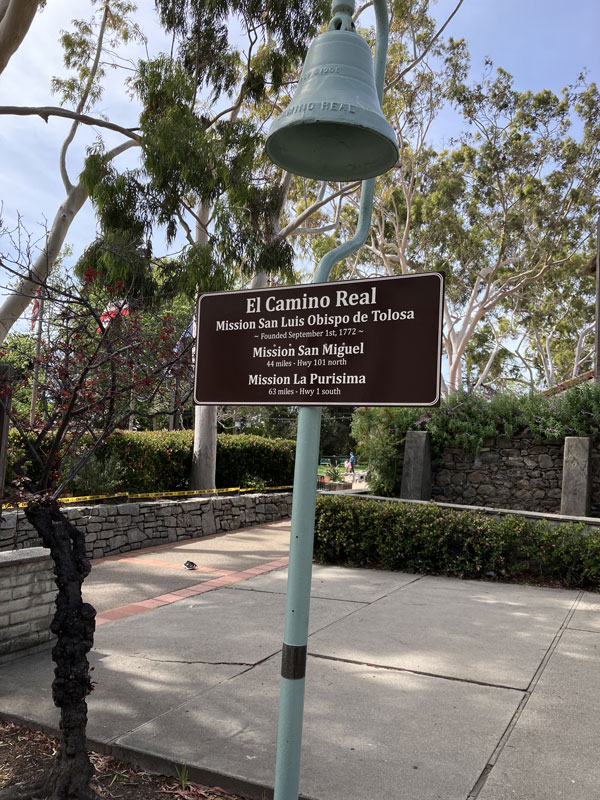 MINO REAL
El Camino Real
Mission San Luis Obispo de Tolosa
~ Founded September 1st, 1772 ~
Mission San Miguel
44 miles - Hwy 101 north
Mission La Purisima
63 miles - Hwy 1 south